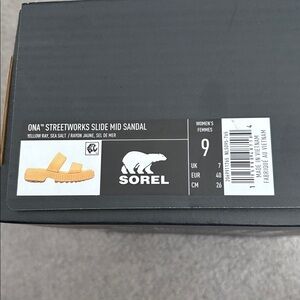 ONA™ STREETWORKS SLIDE MID SANDAL
YELLOW RAY, SEA SALT / RAYON JAUNE, SEL DE MER
SOREL
WOMEN'S
FEMMES
9
UK 7
EUR 40
CM 26
MADE IN VIETNAM
FABRIQUÉ AU VIETNAM